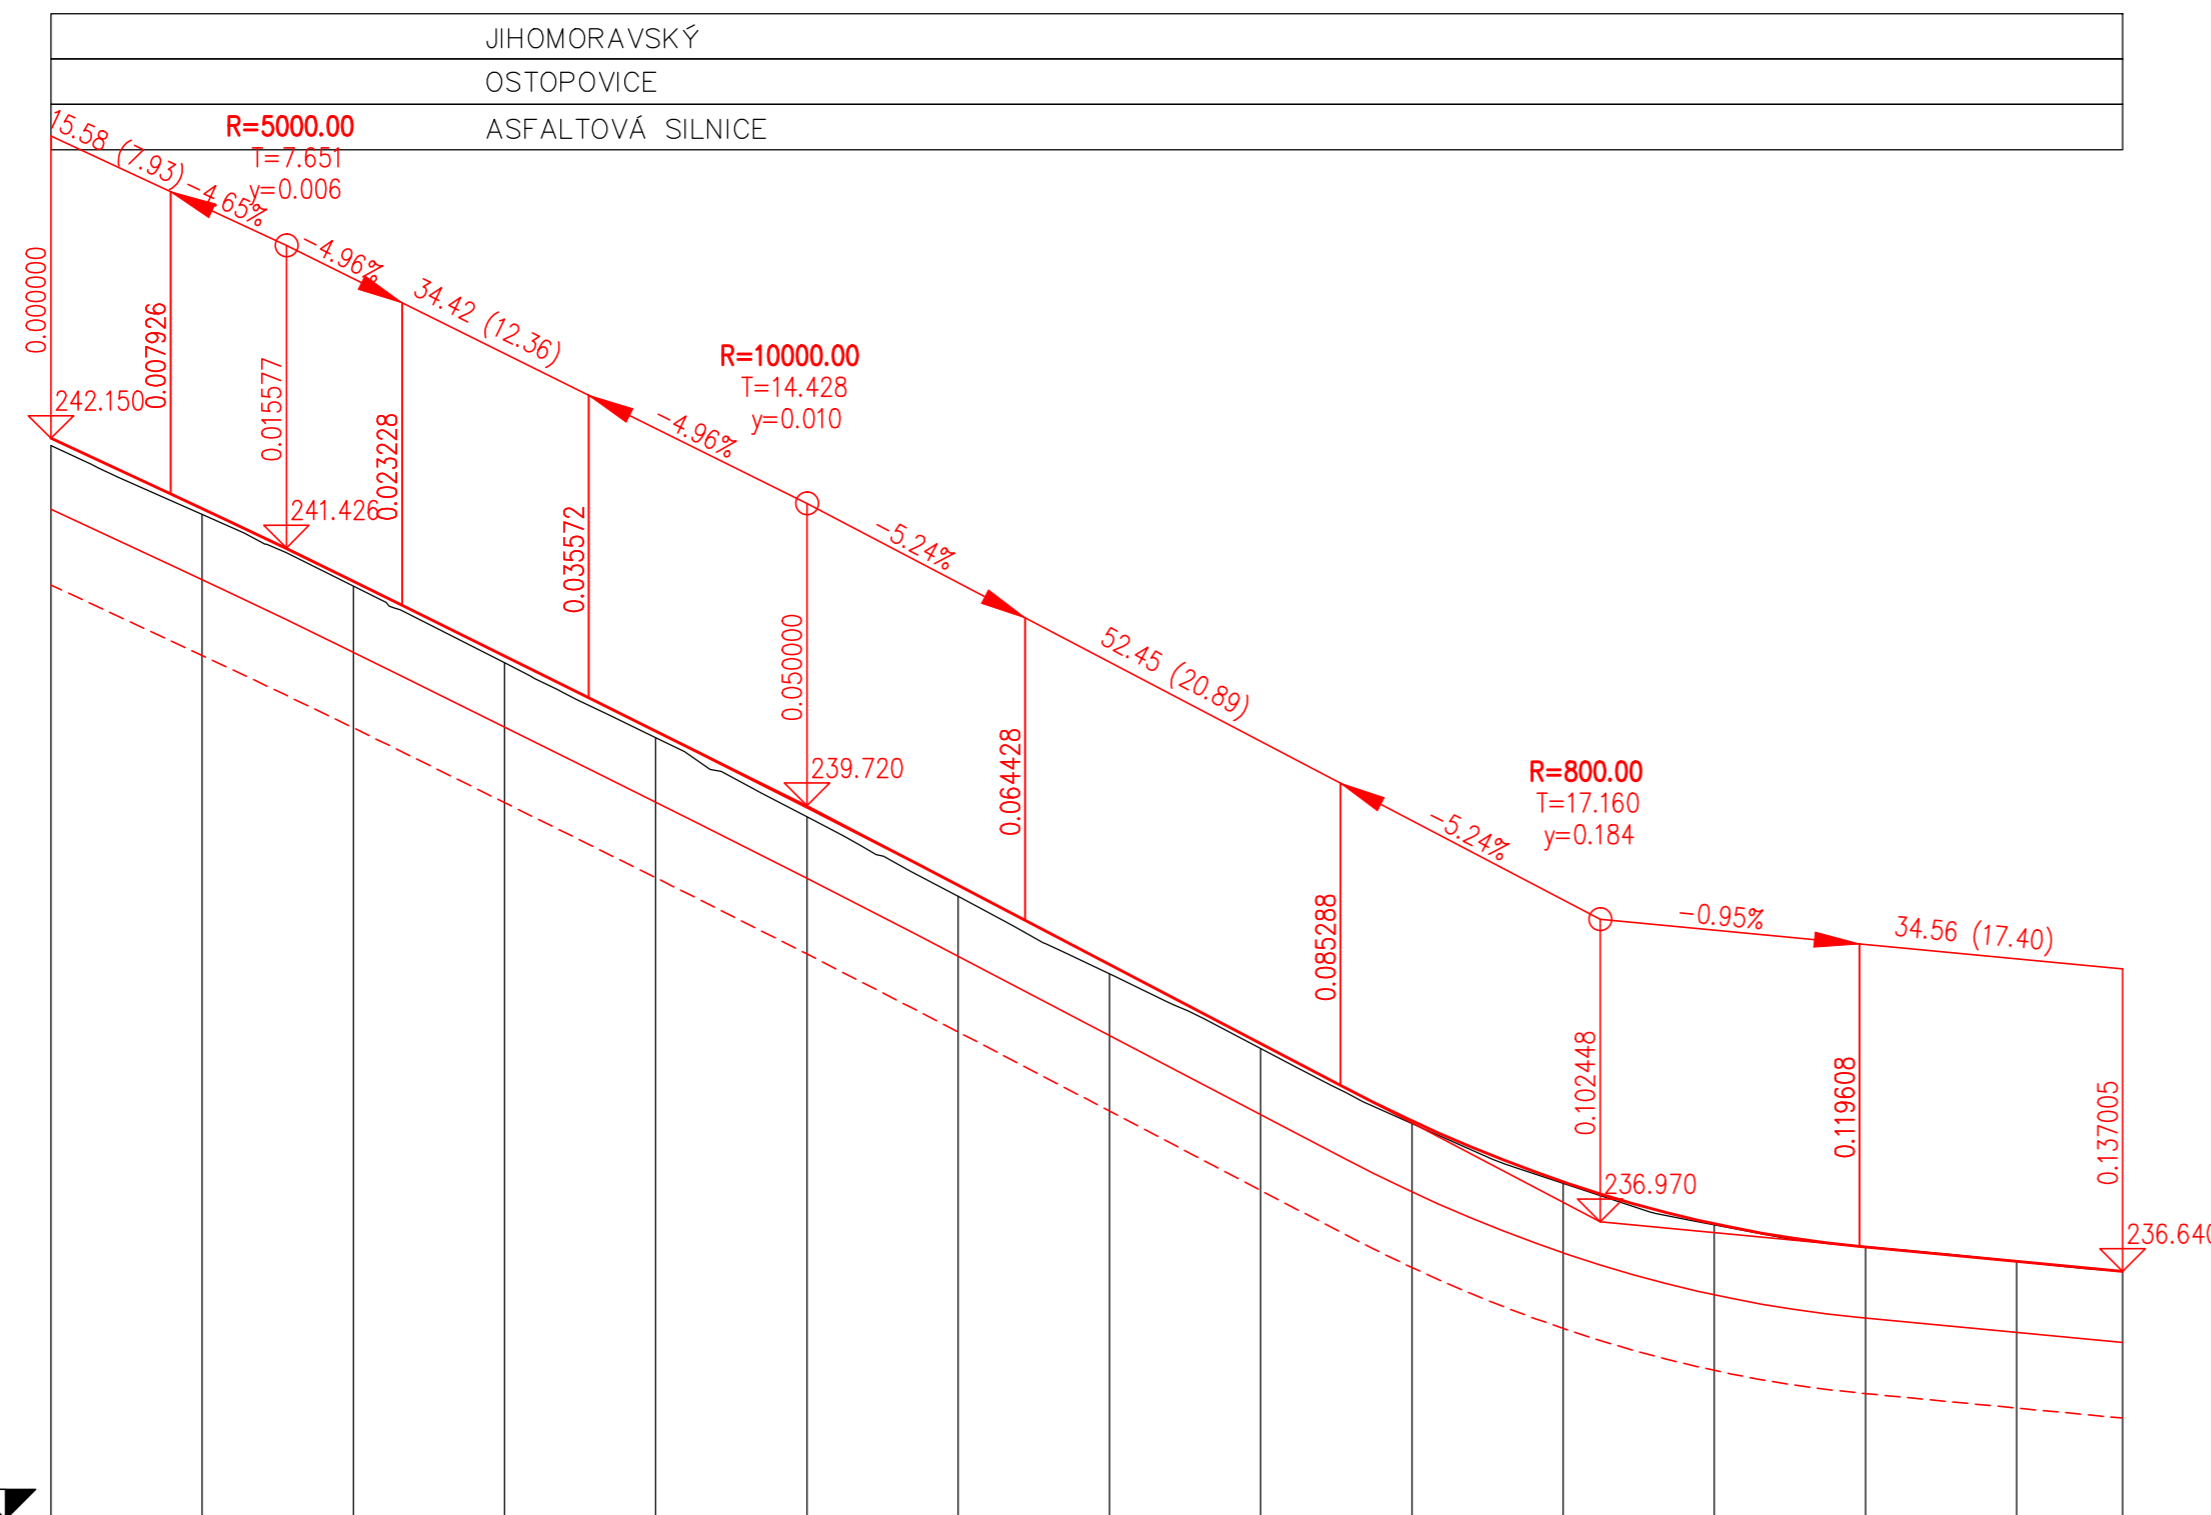 JIHOMORAVSKÝ
OSTOPOVICE
ASFALTOVÁ SILNICE
15.58 (7.93)
R=5000.00
T=7.651
y=0.006
-4.65%
-4.96%
34.42 (12.36)
0.000000
242.150
0.007926
0.015577
241.426
0.023228
R=10000.00
T=14.428
y=0.010
-4.96%
-5.24%
0.035572
0.050000
239.720
0.064428
52.45 (20.89)
R=800.00
T=17.160
y=0.184
-5.24%
-0.95%
34.56 (17.40)
0.085288
0.102448
236.970
0.119608
0.137005
236.640